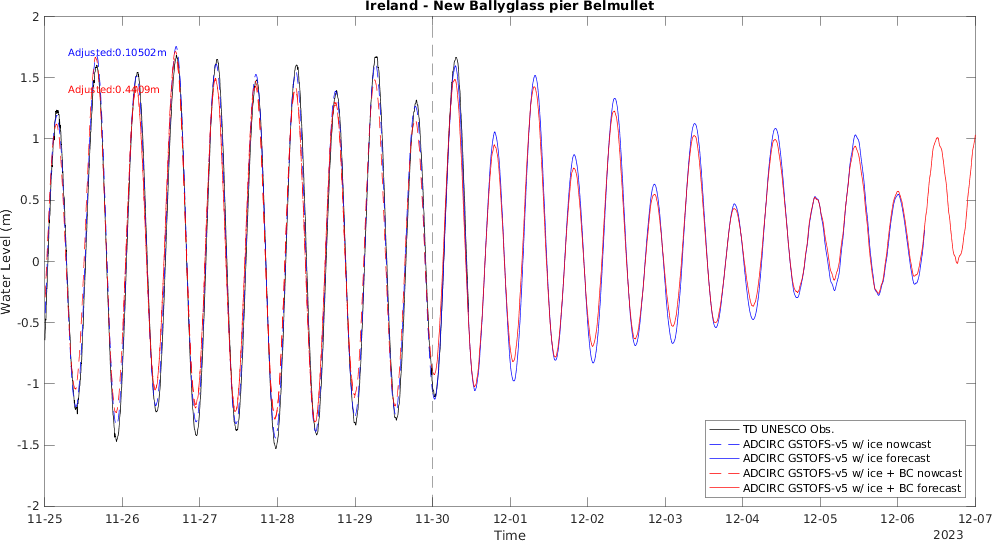 Ireland - New Ballyglass pier Belmullet
Adjusted:0.10502m
Adjusted:0.4409m
Water Level (m)
2
1.5
1
0.5
0
-0.5
-1
-1.5
-2
TD UNESCO Obs.
ADCIRC GSTOFS-v5 w/ ice nowcast
ADCIRC GSTOFS-v5 w/ ice forecast
ADCIRC GSTOFS-v5 w/ ice + BC nowcast
ADCIRC GSTOFS-v5 w/ ice + BC forecast
11-25 11-26 11-27 11-28 11-29 11-30 12-01 12-02 12-03 12-04 12-05 12-06 12-07
Time
2023